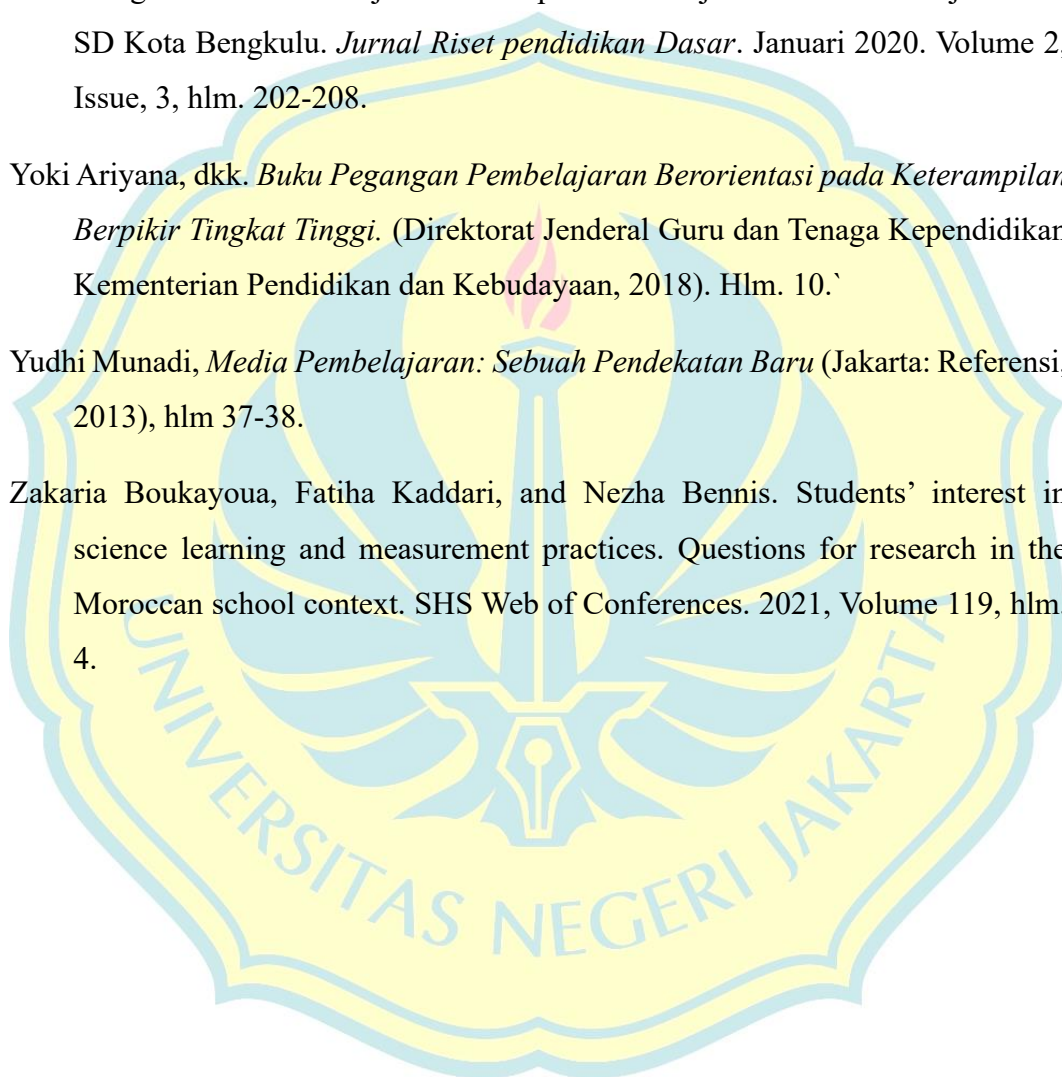 SD Kota Bengkulu. Jurnal Riset pendidikan Dasar. Januari 2020. Volume 2,
Issue, 3, hlm. 202-208.
Yoki Ariyana, dkk. Buku Pegangan Pembelajaran Berorientasi pada Keterampilan
Berpikir Tingkat Tinggi. (Direktorat Jenderal Guru dan Tenaga Kependidikan
Kementerian Pendidikan dan Kebudayaan, 2018). Hlm. 10.`
Yudhi Munadi, Media Pembelajaran: Sebuah Pendekatan Baru (Jakarta: Referensi,
2013), hlm 37-38.
Zakaria Boukayoua, Fatiha Kaddari, and Nezha Bennis. Students’ interest in
science learning and measurement practices. Questions for research in the
Moroccan school context. SHS Web of Conferences. 2021, Volume 119, hlm.
4.
UNIVERSITAS NEGERI JAKARTA